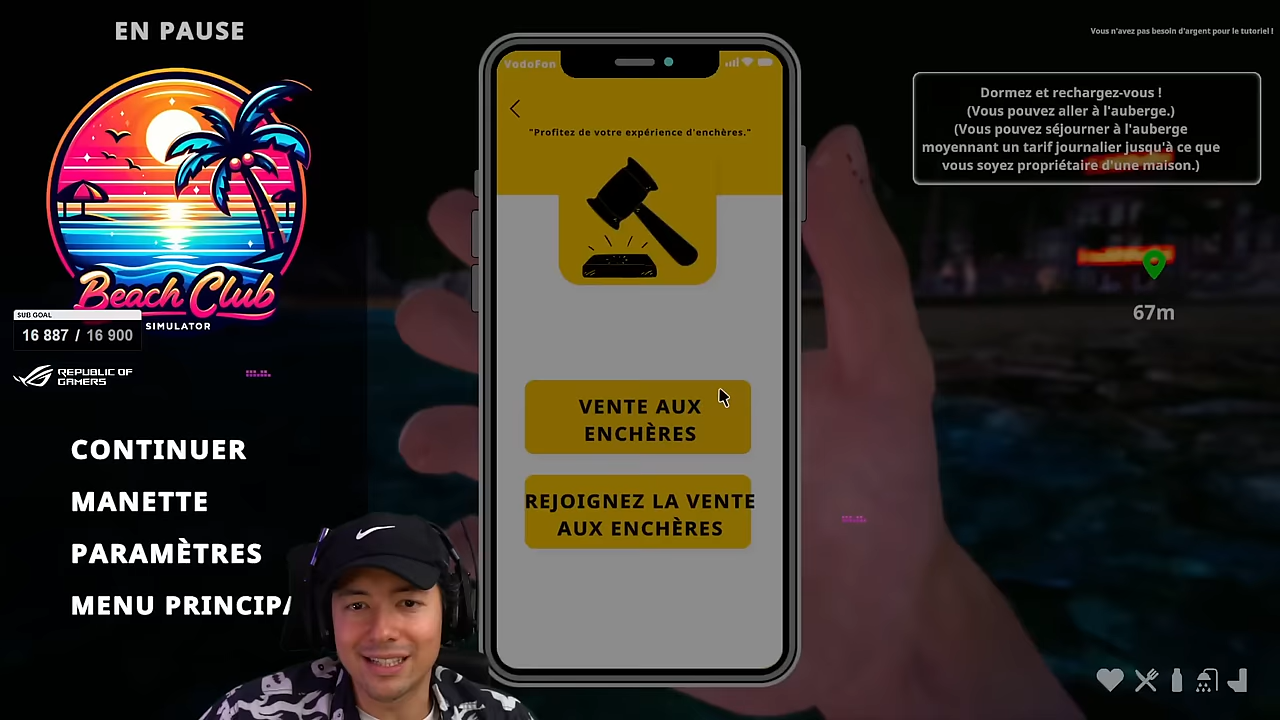 EN PAUSE
Beach Club
SIMULATOR
SUB GOAL
16 887 / 16 900
REPUBLIC OF
GAMERS
CONTINUER
MANETTE
PARAMÈTRES
MENU PRINCIPA
VodaFon
"Profitez de votre expérience d'enchères."
VENTE AUX
ENCHÈRES
REJOIGNEZ LA VENTE
AUX ENCHÈRES
Vous n'avez pas besoin d'argent pour le tutoriel !
Dormez et rechargez-vous !
(Vous pouvez aller à l'auberge.)
(Vous pouvez séjourner à l'auberge
moyennant un tarif journalier jusqu'à ce que
vous soyez propriétaire d'une maison.)
67m